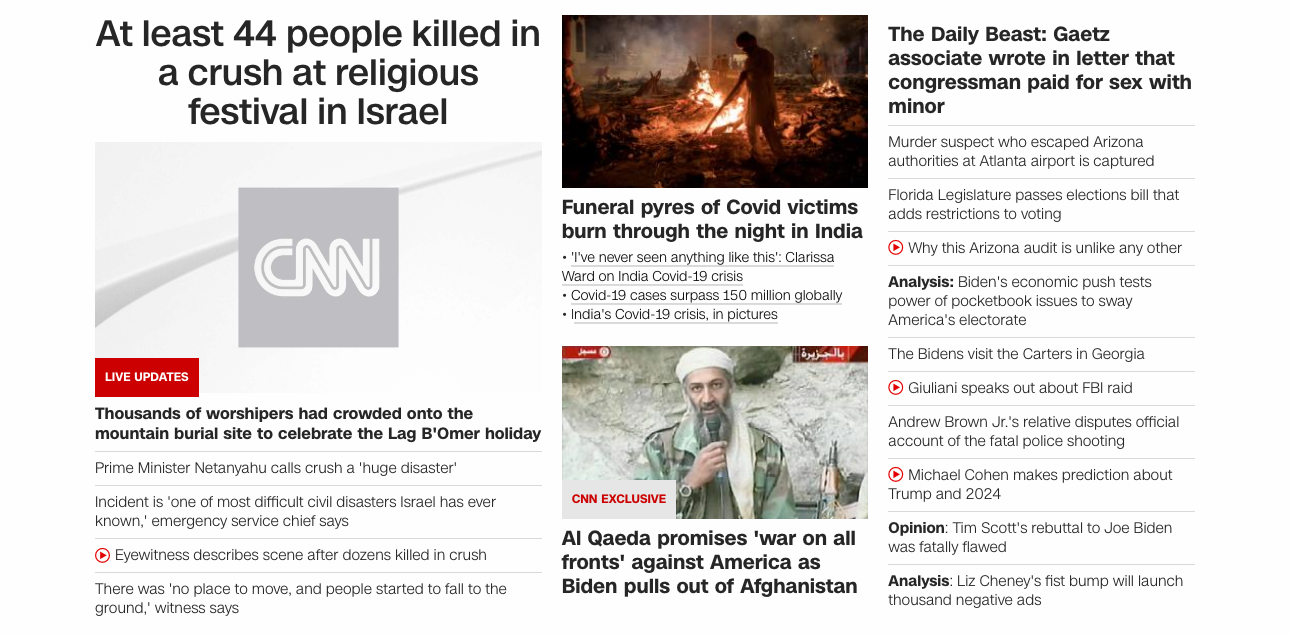 At least 44 people killed in
a crush at religious
festival in Israel
CNN
LIVE UPDATES
Thousands of worshipers had crowded onto the
mountain burial site to celebrate the Lag B'Omer holiday
Prime Minister Netanyahu calls crush a 'huge disaster'
Incident is 'one of most difficult civil disasters Israel has ever
known,' emergency service chief says
Eyewitness describes scene after dozens killed in crush
There was 'no place to move, and people started to fall to the
ground,' witness says
Funeral pyres of Covid victims
burn through the night in India
• 'I've never seen anything like this': Clarissa
Ward on India Covid-19 crisis
• Covid-19 cases surpass 150 million globally
• India's Covid-19 crisis, in pictures
مسجل
بالجزيرة
CNN EXCLUSIVE
Al Qaeda promises 'war on all
fronts' against America as
Biden pulls out of Afghanistan
The Daily Beast: Gaetz
associate wrote in letter that
congressman paid for sex with
minor
Murder suspect who escaped Arizona
authorities at Atlanta airport is captured
Florida Legislature passes elections bill that
adds restrictions to voting
Why this Arizona audit is unlike any other
Analysis: Biden's economic push tests
power of pocketbook issues to sway
America's electorate
The Bidens visit the Carters in Georgia
Giuliani speaks out about FBI raid
Andrew Brown Jr.'s relative disputes official
account of the fatal police shooting
Michael Cohen makes prediction about
Trump and 2024
Opinion: Tim Scott's rebuttal to Joe Biden
was fatally flawed
Analysis: Liz Cheney's fist bump will launch
thousand negative ads